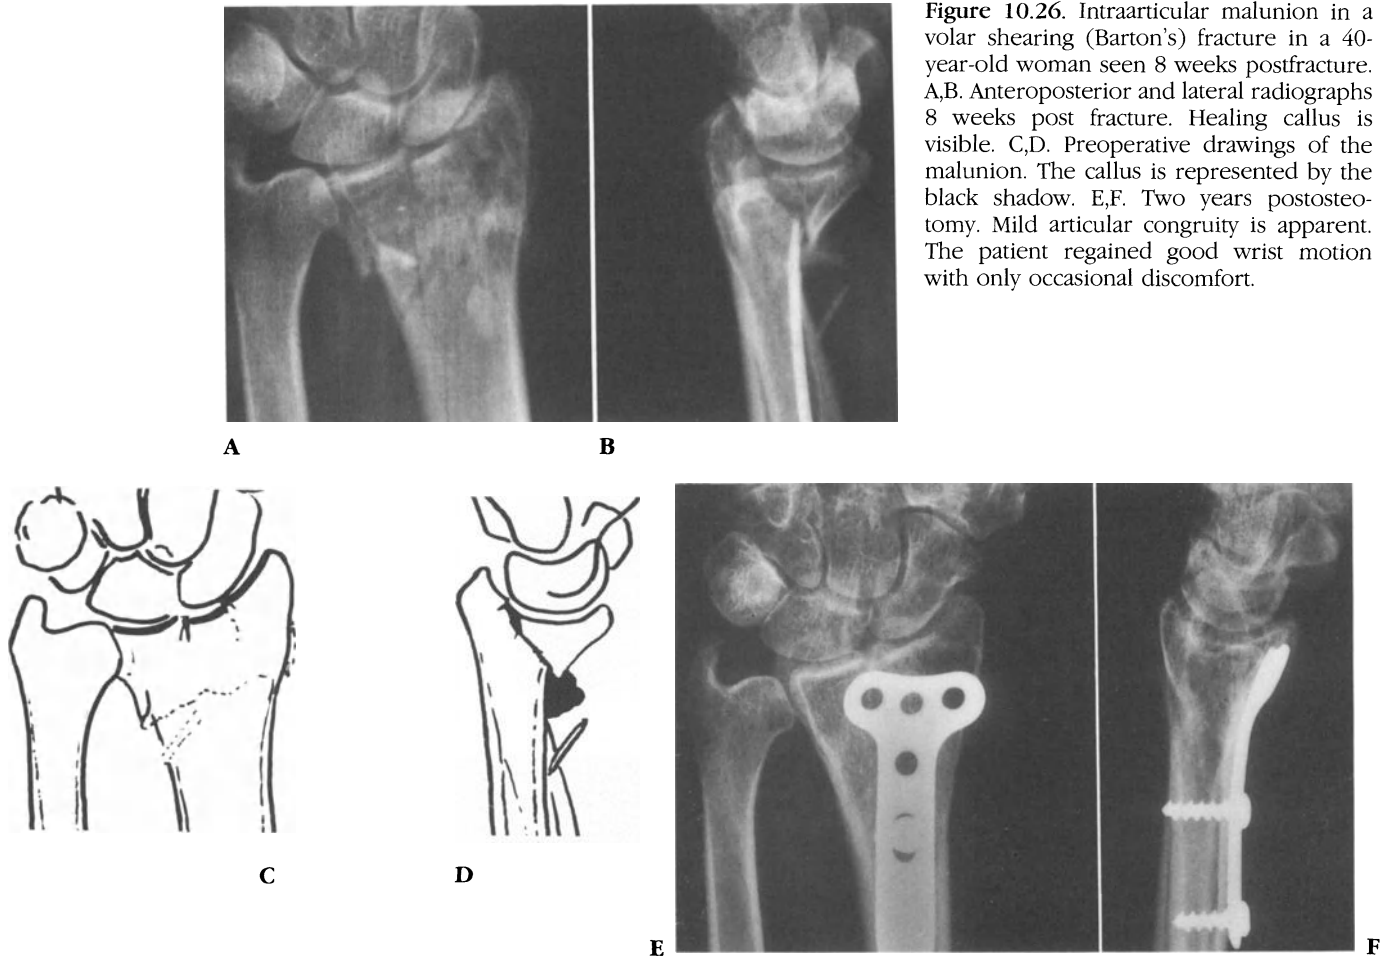 Figure 10.26. Intraarticular malunion in a
volar shearing (Barton's) fracture in a 40-
year-old woman seen 8 weeks postfracture.
A,B. Anteroposterior and lateral radiographs
8 weeks post fracture. Healing callus is
visible. C,D. Preoperative drawings of the
malunion. The callus is represented by the
black shadow. E,F. Two years postosteo-
tomy. Mild articular congruity is apparent.
The patient regained good wrist motion
with only occasional discomfort.
A
B
C
D
E
F